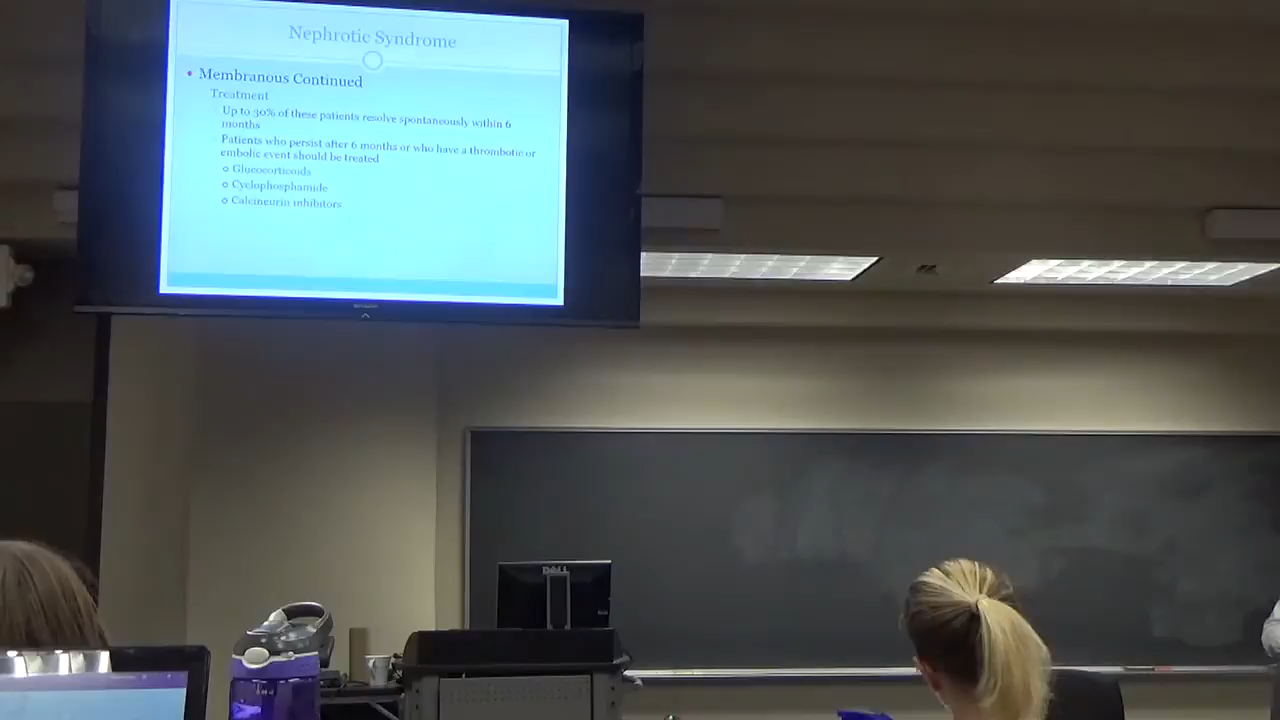 Nephrotic Syndrome
• Membranous Continued
Treatment
Up to 30% of these patients resolve spontaneously within 6
months
Patients who persist after 6 months or who have a thrombotic or
embolic event should be treated
o Glucocorticoids
o Cyclophosphamide
o Calcineurin inhibitors
DELL